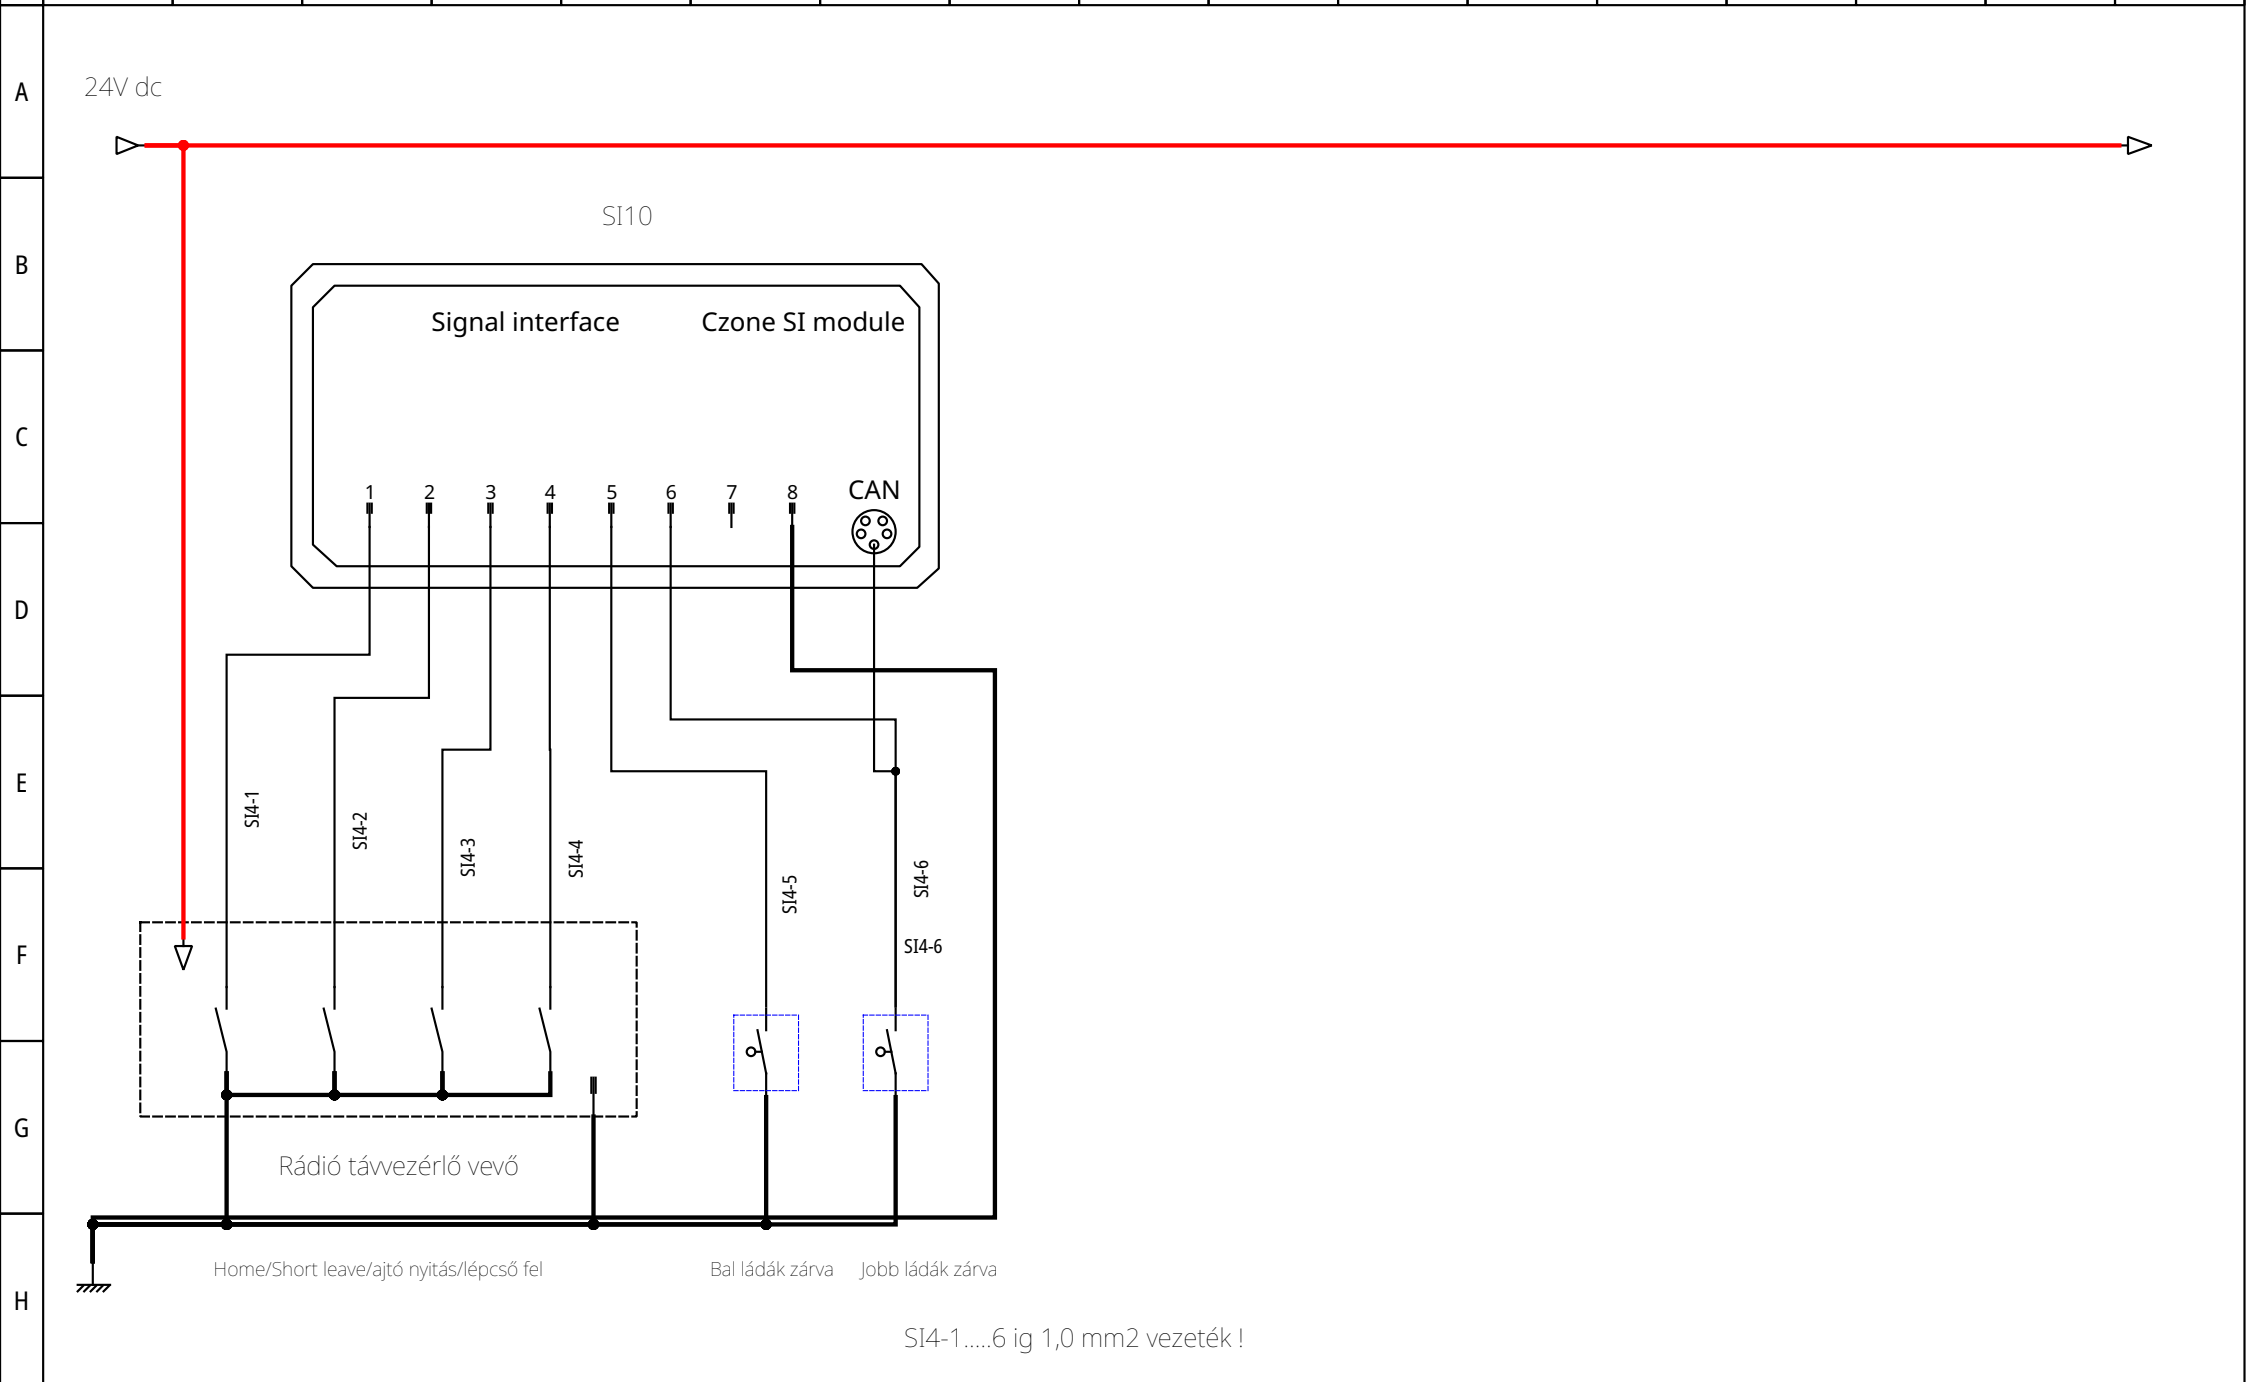 A
24V dc
SI10
B
Signal interface Czone SI module
C
1 2 3 4 5 6 7 8 CAN
D
E
SI4-1
SI4-2
SI4-3
SI4-4
SI4-5
SI4-6
F
SI4-6
G
Rádió távvezérlő vevő
Home/Short leave/ajtó nyitás/lépcső fel
Bal ládák zárva
Jobb ládák zárva
H
SI4-1.....6 ig 1,0 mm2 vezeték !